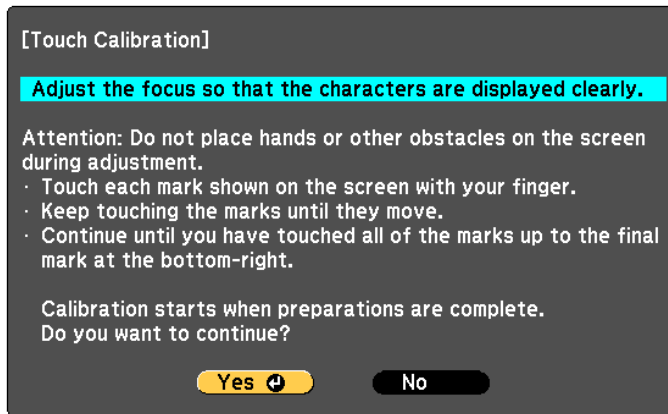 [Touch Calibration]
Adjust the focus so that the characters are displayed clearly.
Attention: Do not place hands or other obstacles on the screen
during adjustment.
· Touch each mark shown on the screen with your finger.
· Keep touching the marks until they move.
· Continue until you have touched all of the marks up to the final
mark at the bottom-right.
Calibration starts when preparations are complete.
Do you want to continue?
Yes No